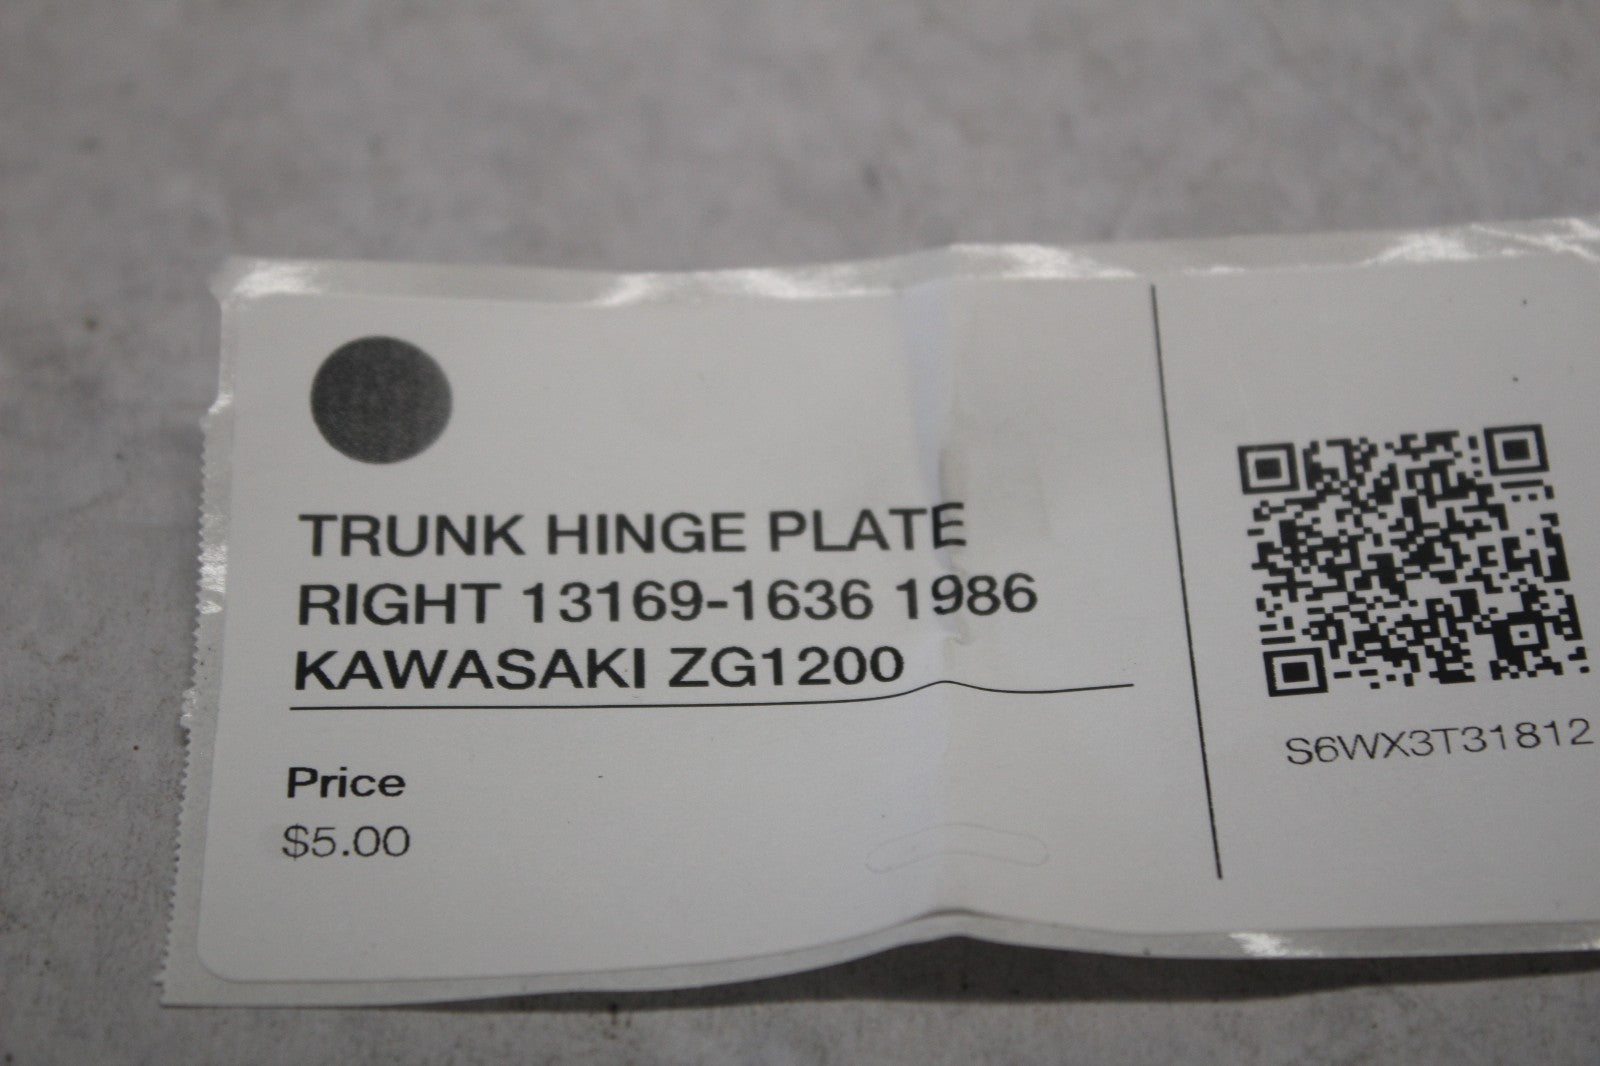 TRUNK HINGE PLATE
RIGHT 13169-1636 1986
KAWASAKI ZG1200
Price
$5.00
S6WX3T31812